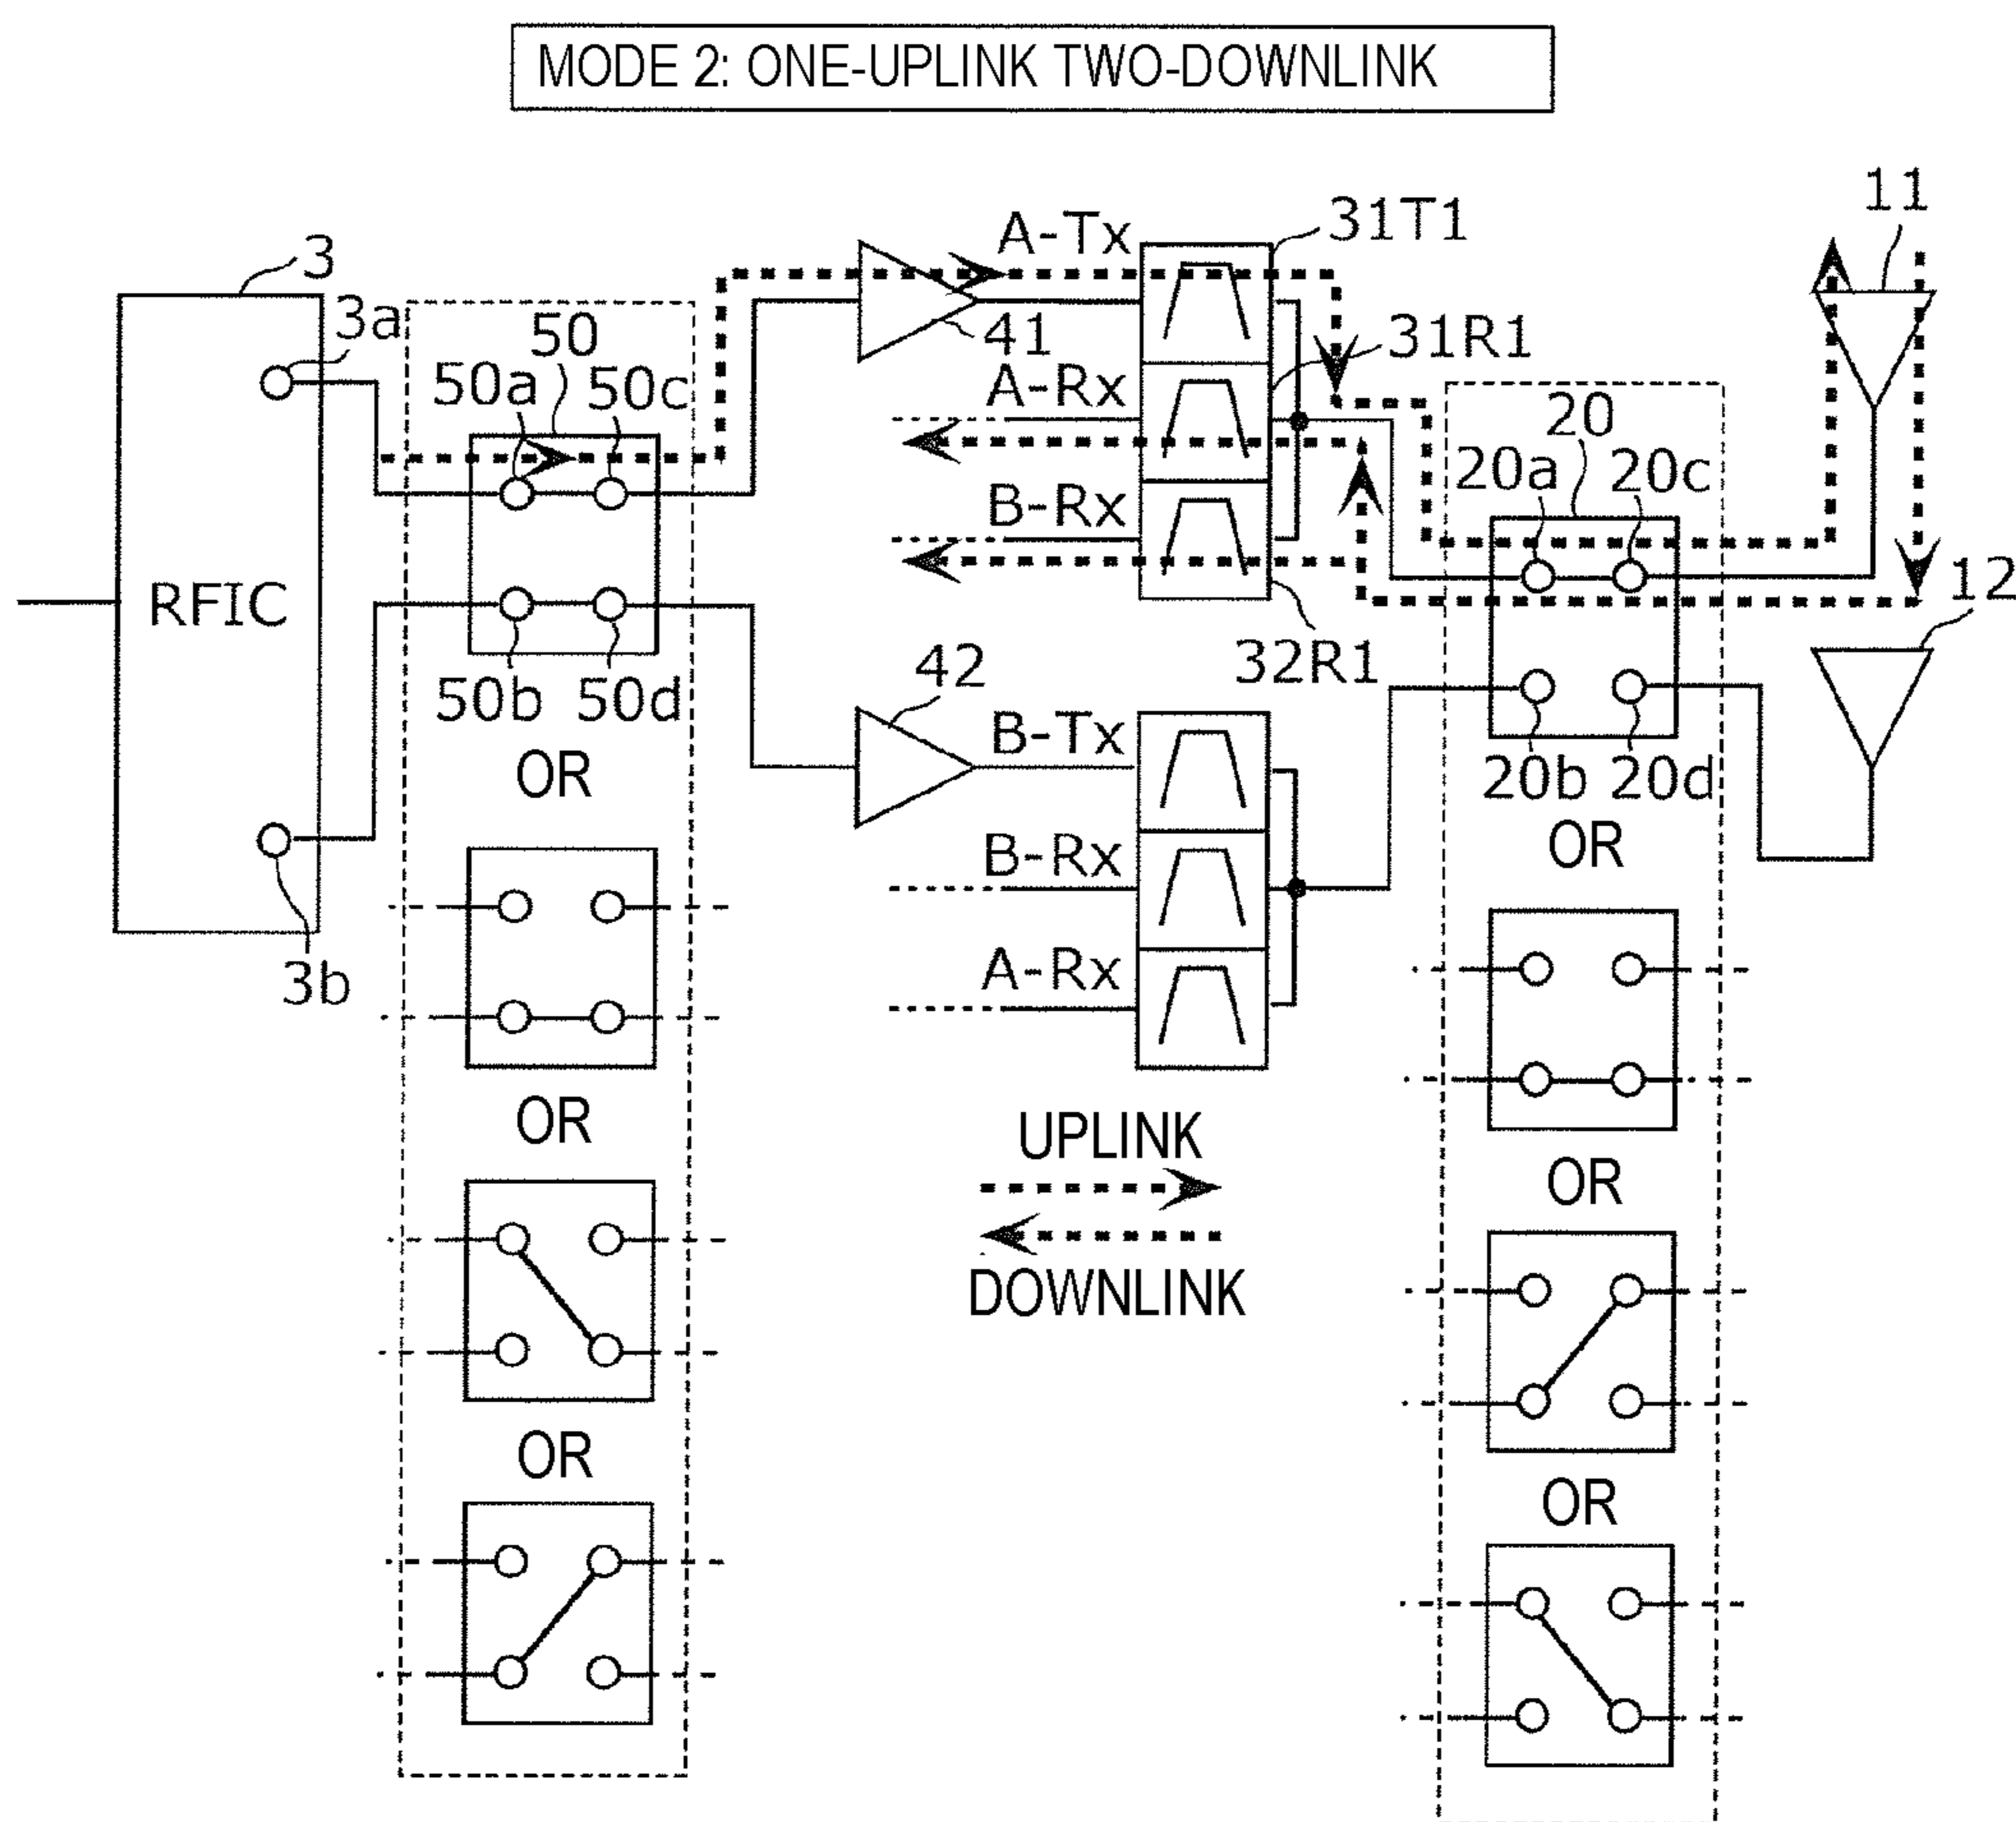 MODE 2: ONE-UPLINK TWO-DOWNLINK
11
31T1
A-Tx
3
3a
50
41
31R1
50a
50c
A-Rx
20
20a
20c
B-Rx
RFIC
12
32R1
42
50b
50d
B-Tx
20b
20d
OR
OR
B-Rx
3b
A-Rx
OR
UPLINK
OR
DOWNLINK
OR
OR